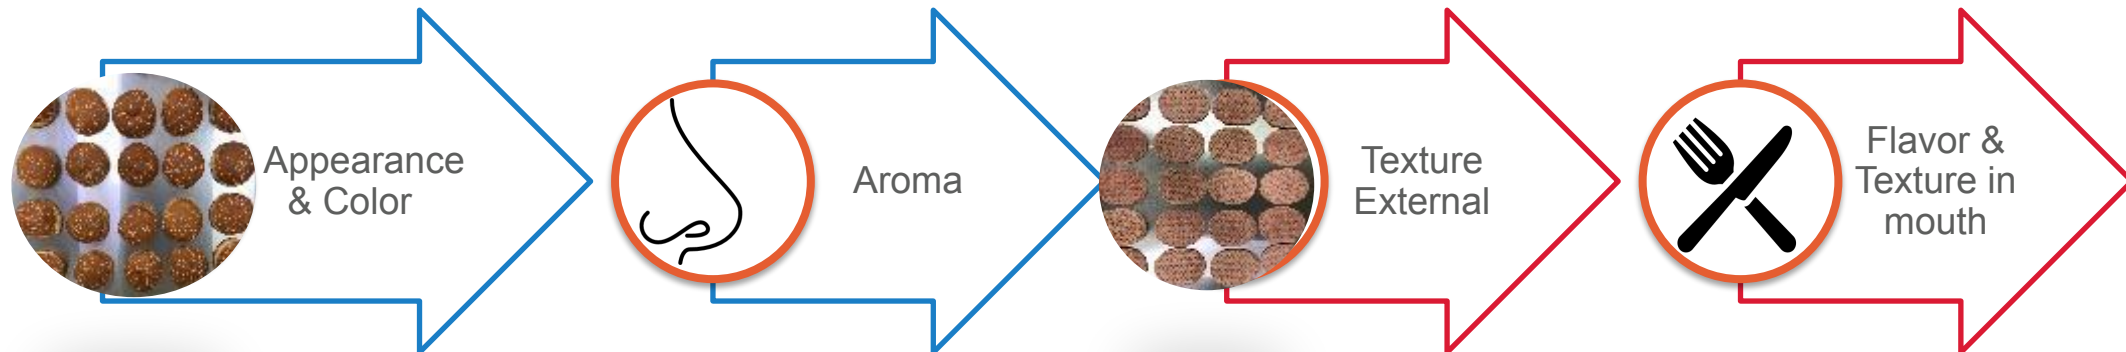 Appearance
& Color
Aroma
Texture
External
Flavor &
Texture in
mouth